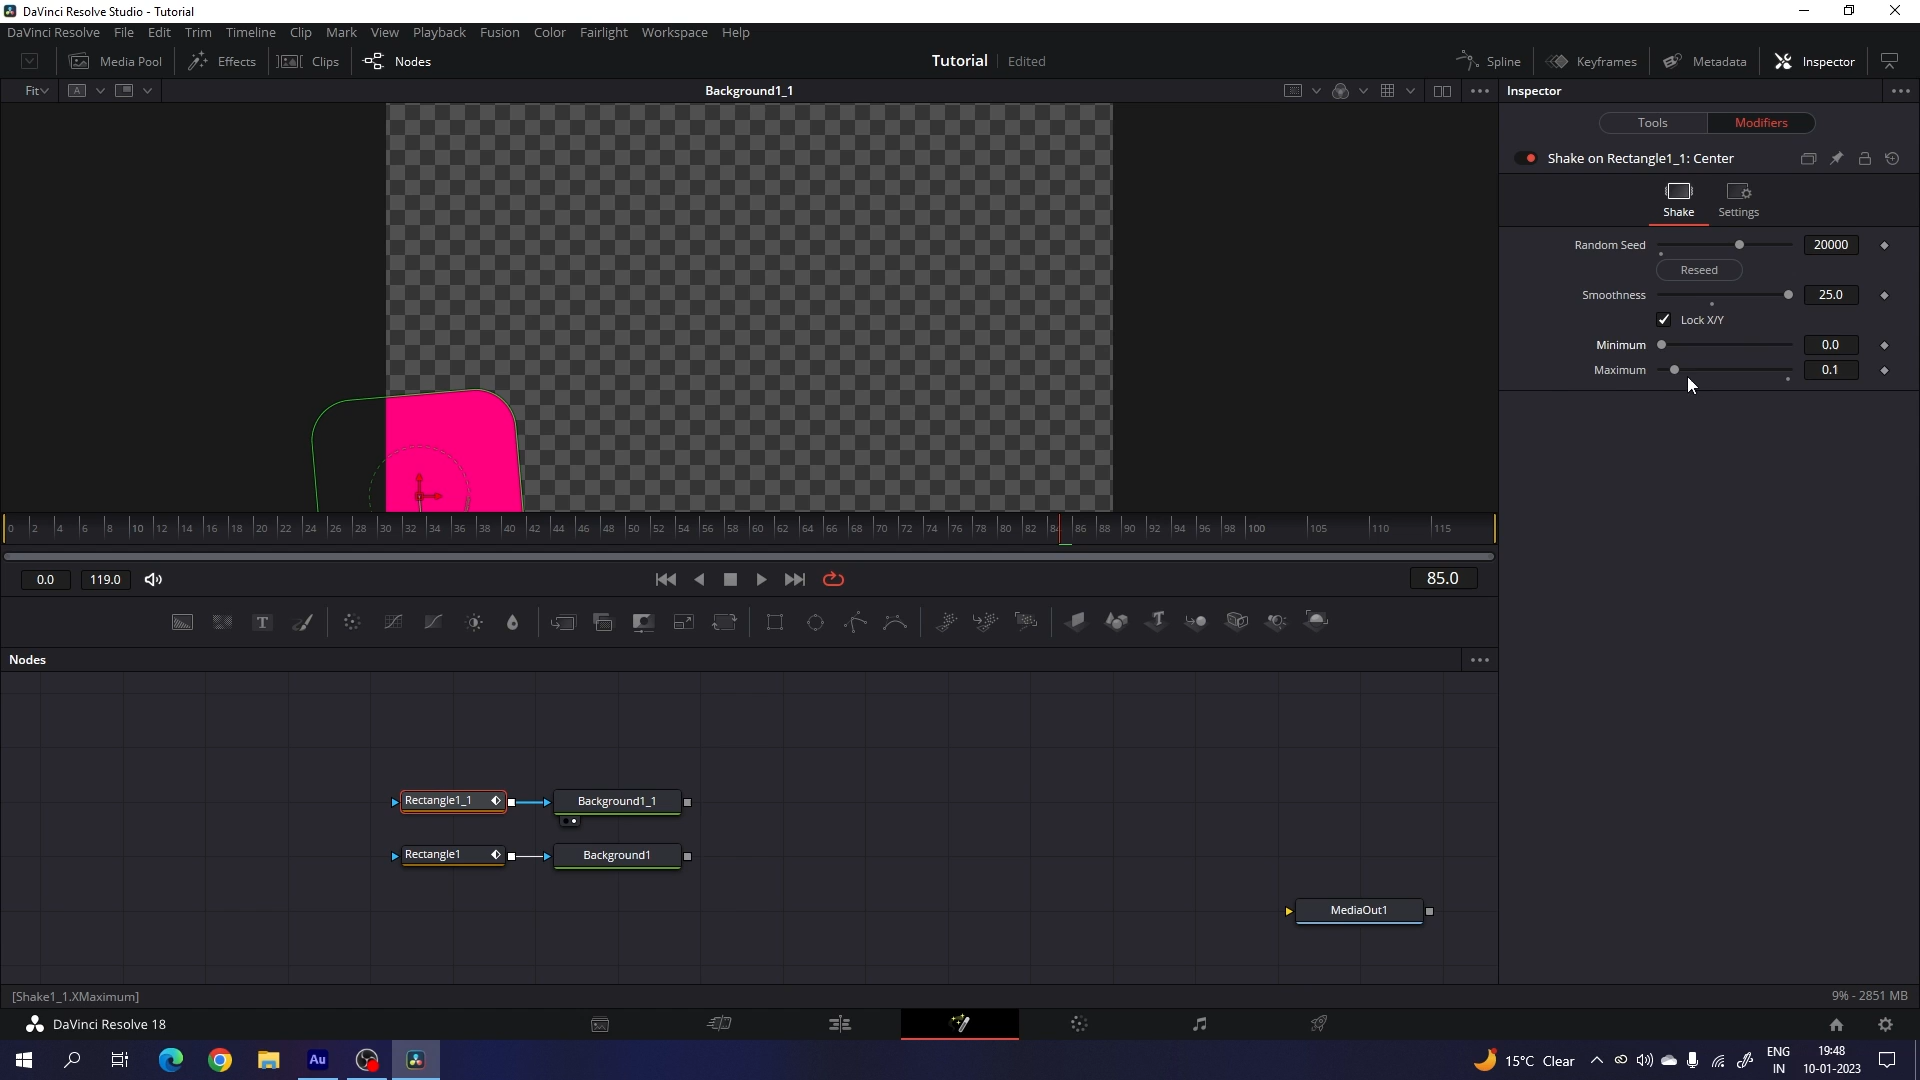 DaVinci Resolve Studio - Tutorial
DaVinci Resolve File Edit Trim Timeline Clip Mark View Playback Fusion Color Fairlight Workspace Help
Media Pool Effects Clips Nodes Tutorial Edited Spline Keyframes Metadata Inspector
Fit A Background1_1 Inspector
Tools Modifiers
Shake on Rectangle1_1: Center
Shake Settings
Random Seed 20000
Reseed
Smoothness 25.0
Lock X/Y
Minimum 0.0
Maximum 0.1
0 2 4 6 8 10 12 14 16 18 20 22 24 26 28 30 32 34 36 38 40 42 44 46 48 50 52 54 56 58 60 62 64 66 68 70 72 74 76 78 80 82 86 88 90 92 94 96 98 100 105 110 115
0.0 119.0 85.0
T T
Nodes
Rectangle1_1 Background1_1
Rectangle1 Background1
MediaOut1
[Shake1_1.XMaximum] 9% - 2851 MB
DaVinci Resolve 18
Au 15°C Clear ENG IN 19:48 10-01-2023